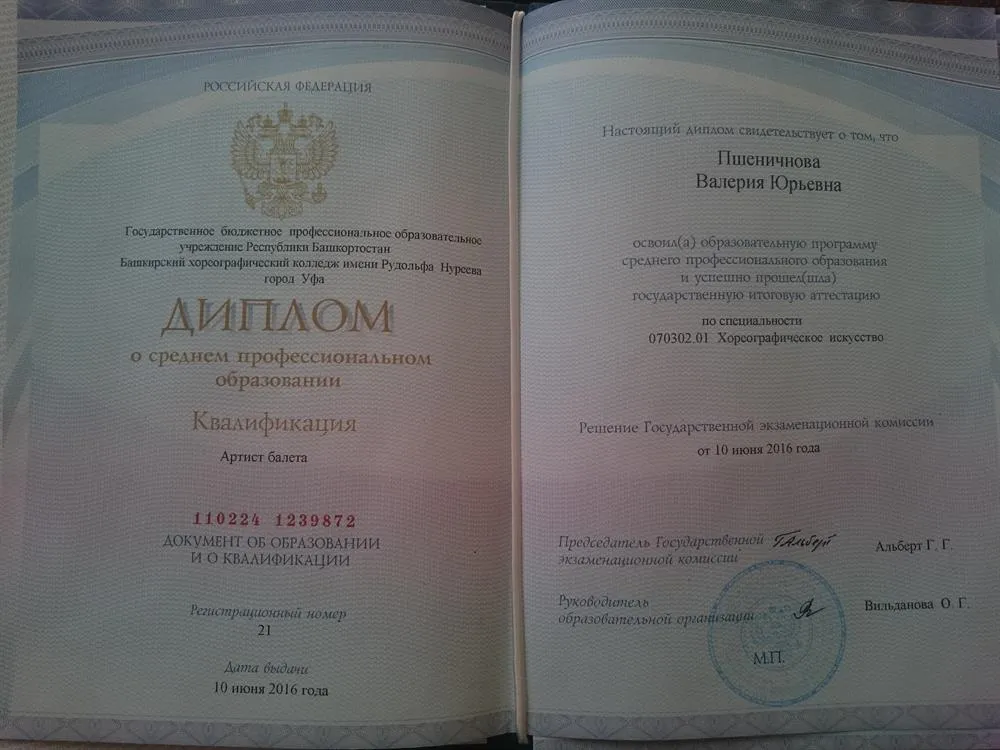 РОССИЙСКАЯ ФЕДЕРАЦИЯ
Государственное бюджетное профессиональное образовательное
учреждение Республики Башкортостан
Башкирский хореографический колледж имени Рудольфа Нуреева
город Уфа
ДИПЛОМ
о среднем профессиональном
образовании
Квалификация
Артист балета
110224 1239872
ДОКУМЕНТ ОБ ОБРАЗОВАНИИ
И О КВАЛИФИКАЦИИ
Регистрационный номер
21
Дата выдачи
10 июня 2016 года
Настоящий диплом свидетельствует о том, что
Пшеничнова
Валерия Юрьевна
освоил(а) образовательную программу
среднего профессионального образования
и успешно прошел(шла)
государственную итоговую аттестацию
по специальности
070302.01 Хореографическое искусство
Решение Государственной экзаменационной комиссии
от 10 июня 2016 года
Председатель Государственной
экзаменационной комиссии
ГАльберт
Альберт Г. Г.
Руководитель
образовательной организации
Вильданова О. Г.
М.П.